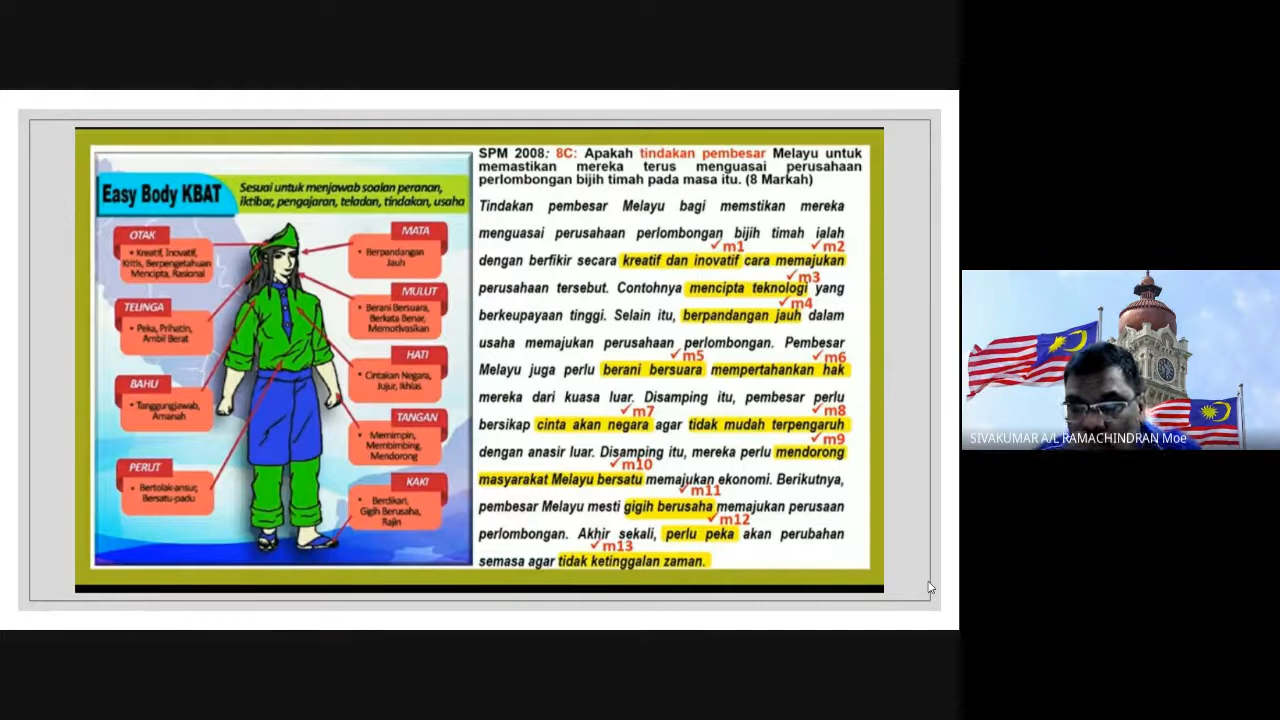 Easy Body KBAT
Sesuai untuk menjawab soalan peranan,
iktibar, pengajaran, teladan, tindakan, usaha
OTAK
• Kreatif, Inovatif,
Kritis, Berpengetahuan
Mencipta, Rasional
TELINGA
• Peka, Prihatin,
Ambil Berat
BAHU
• Tanggungjawab,
Amanah
PERUT
• Bertolak-ansur,
Bersatu-padu
MATA
• Berpandangan
Jauh
MULUT
• Berani Bersuara,
Berkata Benar,
Memotivasikan
HATI
• Cintakan Negara,
Jujur, Ikhlas
TANGAN
• Memimpin,
Membimbing,
Mendorong
KAKI
• Berdikari,
Gigih Berusaha,
Rajin
SPM 2008: 8C: Apakah tindakan pembesar Melayu untuk
memastikan mereka terus menguasai perusahaan
perlombongan bijih timah pada masa itu. (8 Markah)
Tindakan pembesar Melayu bagi memstikan mereka
menguasai perusahaan perlombongan bijih timah ialah
✓m1 ✓m2
dengan berfikir secara kreatif dan inovatif cara memajukan
✓m3
perusahaan tersebut. Contohnya mencipta teknologi yang
✓m4
berkeupayaan tinggi. Selain itu, berpandangan jauh dalam
usaha memajukan perusahaan perlombongan. Pembesar
✓m5 ✓m6
Melayu juga perlu berani bersuara mempertahankan hak
mereka dari kuasa luar. Disamping itu, pembesar perlu
✓m7 ✓m8
bersikap cinta akan negara agar tidak mudah terpengaruh
✓m9
dengan anasir luar. Disamping itu, mereka perlu mendorong
✓m10
masyarakat Melayu bersatu memajukan ekonomi. Berikutnya,
✓m11
pembesar Melayu mesti gigih berusaha memajukan perusaan
✓m12
perlombongan. Akhir sekali, perlu peka akan perubahan
✓m13
semasa agar tidak ketinggalan zaman.
SIVAKUMAR A/L RAMACHINDRAN Moe